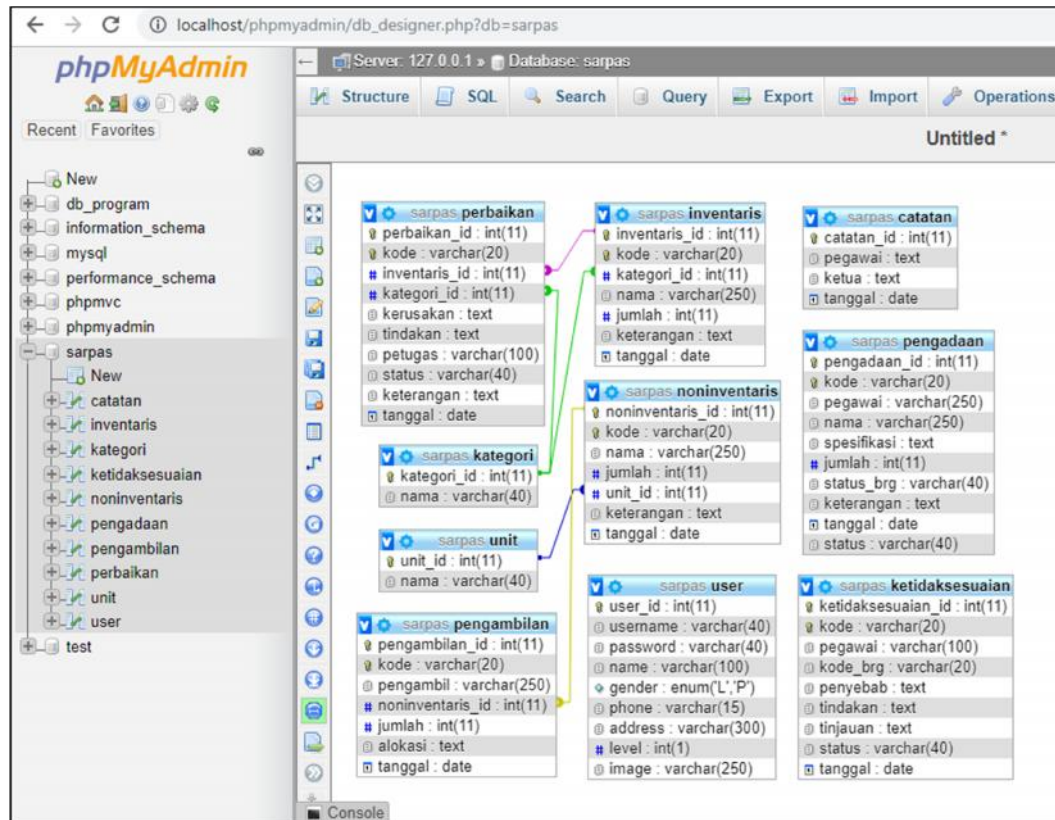 localhost/phpmyadmin/db_designer.php?db=sarpas
phpMyAdmin
Recent Favorites
New
db_program
information_schema
mysql
performance_schema
phpmvc
phpmyadmin
sarpas
New
catatan
inventaris
kategori
ketidaksesuaian
noninventaris
pengadaan
pengambilan
perbaikan
unit
user
test
Server: 127.0.0.1 » Database: sarpas
Structure SQL Search Query Export Import Operations
Untitled *
sarpas perbaikan
perbaikan_id : int(11)
kode : varchar(20)
inventaris_id : int(11)
kategori_id : int(11)
kerusakan : text
tindakan : text
petugas : varchar(100)
status : varchar(40)
keterangan : text
tanggal : date
sarpas inventaris
inventaris_id : int(11)
kode : varchar(20)
kategori_id : int(11)
nama : varchar(250)
jumlah : int(11)
keterangan : text
tanggal : date
sarpas catatan
catatan_id : int(11)
pegawai : text
ketua : text
tanggal : date
sarpas pengadaan
pengadaan_id : int(11)
kode : varchar(20)
pegawai : varchar(250)
nama : varchar(250)
spesifikasi : text
jumlah : int(11)
status_brg : varchar(40)
keterangan : text
tanggal : date
status : varchar(40)
sarpas noninventaris
noninventaris_id : int(11)
kode : varchar(20)
nama : varchar(250)
jumlah : int(11)
unit_id : int(11)
keterangan : text
tanggal : date
sarpas kategori
kategori_id : int(11)
nama : varchar(40)
sarpas unit
unit_id : int(11)
nama : varchar(40)
sarpas pengambilan
pengambilan_id : int(11)
kode : varchar(20)
pengambil : varchar(250)
noninventaris_id : int(11)
jumlah : int(11)
alokasi : text
tanggal : date
sarpas user
user_id : int(11)
username : varchar(40)
password : varchar(40)
name : varchar(100)
gender : enum('L','P')
phone : varchar(15)
address : varchar(300)
level : int(1)
image : varchar(250)
sarpas ketidaksesuaian
ketidaksesuaian_id : int(11)
kode : varchar(20)
pegawai : varchar(100)
kode_brg : varchar(20)
penyebab : text
tindakan : text
tinjauan : text
status : varchar(40)
tanggal : date
Console